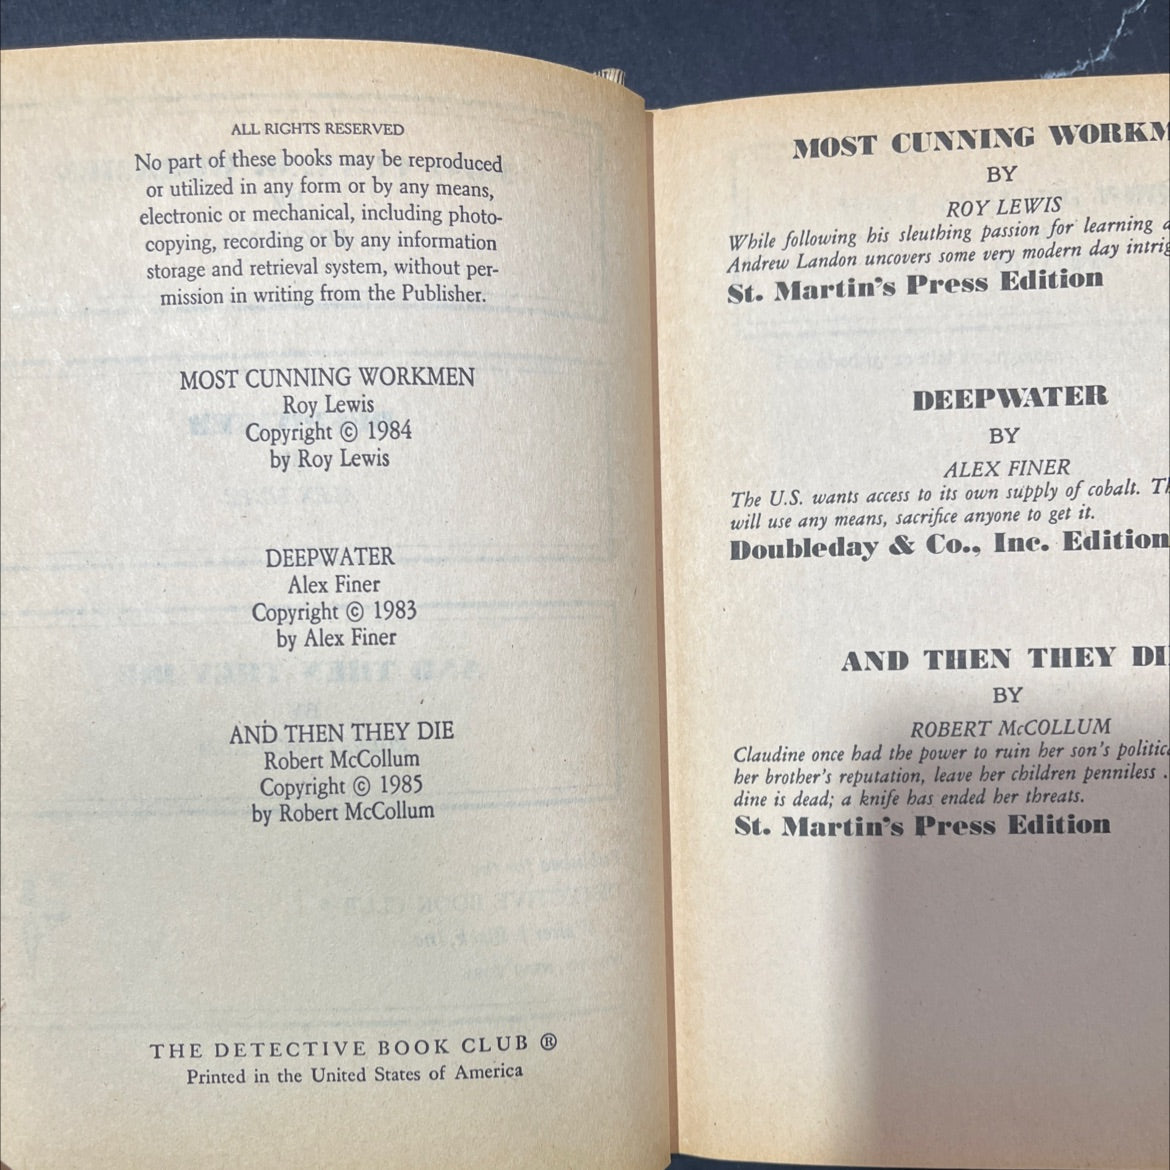 ALL RIGHTS RESERVED
No part of these books may be reproduced
or utilized in any form or by any means,
electronic or mechanical, including photo-
copying, recording or by any information
storage and retrieval system, without per-
mission in writing from the Publisher.
MOST CUNNING WORKMEN
Roy Lewis
Copyright © 1984
by Roy Lewis
DEEPWATER
Alex Finer
Copyright © 1983
by Alex Finer
AND THEN THEY DIE
Robert McCollum
Copyright © 1985
by Robert McCollum
THE DETECTIVE BOOK CLUB ®
Printed in the United States of America
MOST CUNNING
BY
ROY LEWIS
While following his sleuthing passion for learning
Andrew Landon uncovers some very modern day
St. Martin's Press Edition
DEEPWATER
BY
ALEX FINER
The U.S. wants access to its own supply of cobalt.
will use any means, sacrifice anyone to get it.
Doubleday & Co., Inc. Edition
AND THEN THEY
BY
ROBERT McCOLLUM
Claudine once had the power to ruin her son's
her brother's reputation, leave her children penniless .
dine is dead; a knife has ended her threats.
St. Martin's Press Edition